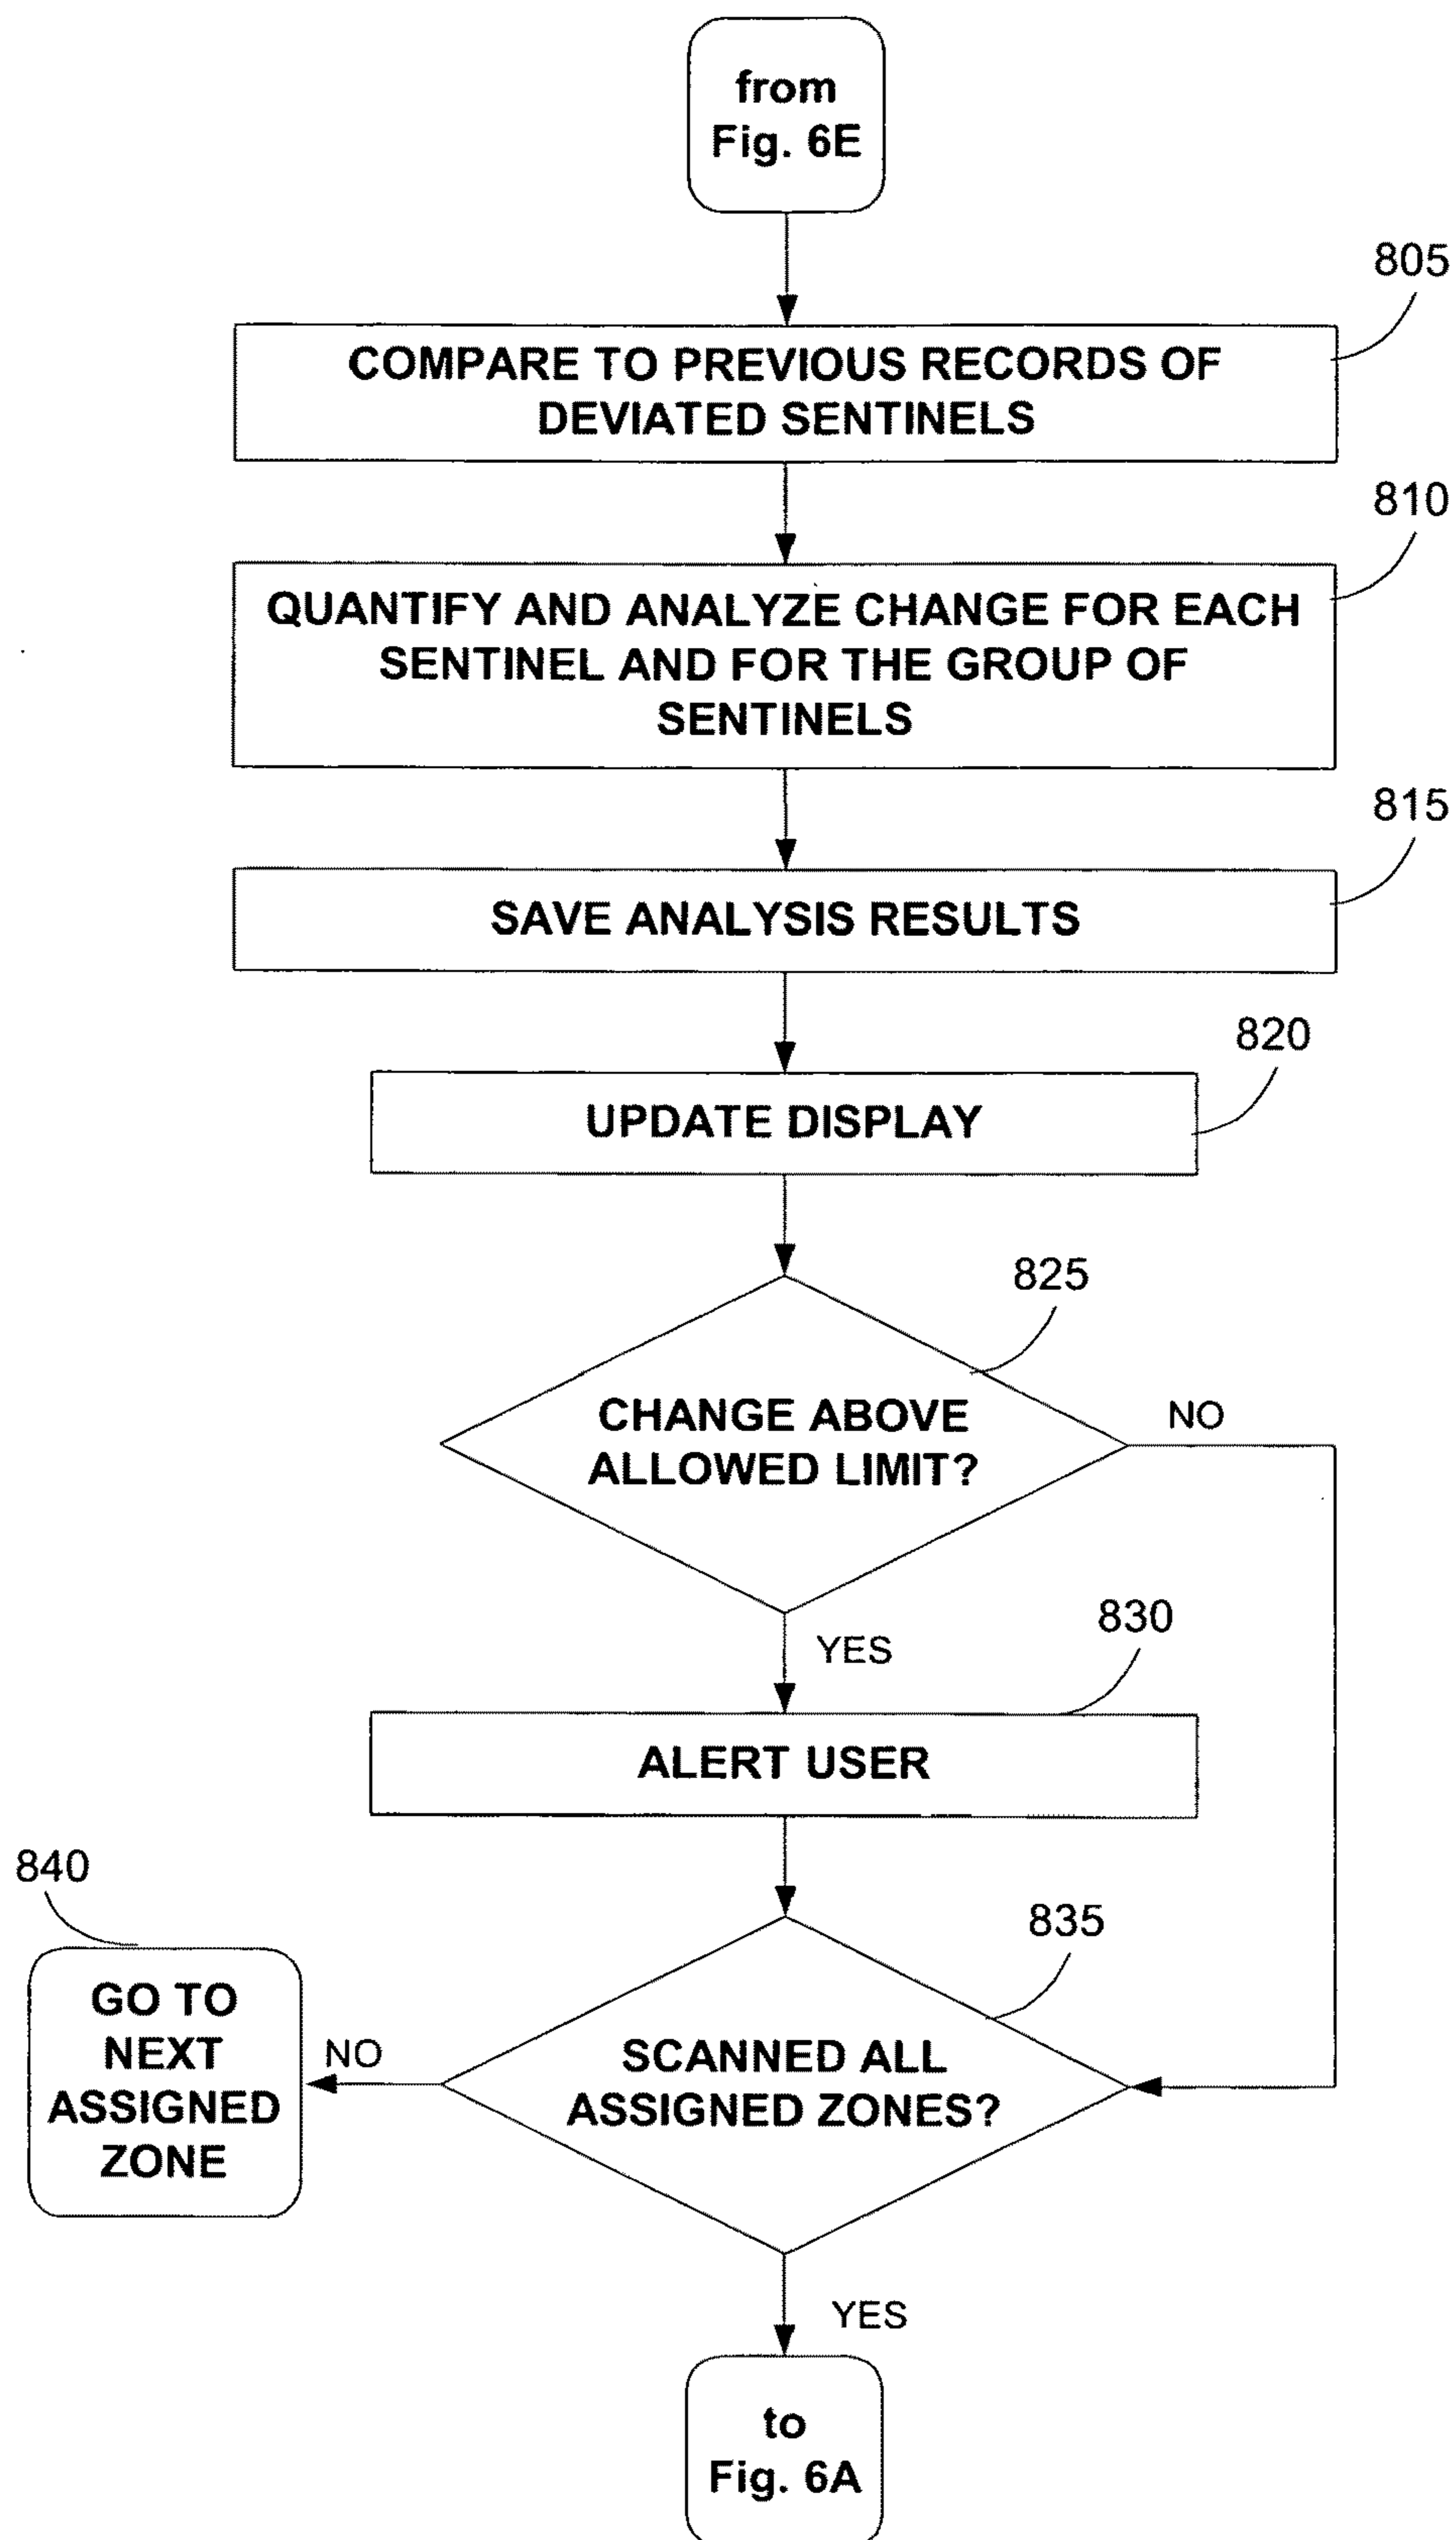 from
Fig. 6E
805
COMPARE TO PREVIOUS RECORDS OF
DEVIATED SENTINELS
810
QUANTIFY AND ANALYZE CHANGE FOR EACH
SENTINEL AND FOR THE GROUP OF
SENTINELS
815
SAVE ANALYSIS RESULTS
820
UPDATE DISPLAY
825
CHANGE ABOVE
ALLOWED LIMIT?
NO
YES
830
ALERT USER
840
835
GO TO
NEXT
ASSIGNED
ZONE
NO
SCANNED ALL
ASSIGNED ZONES?
YES
to
Fig. 6A